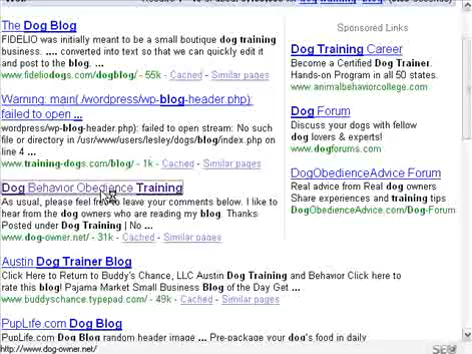 The Dog Blog
FIDELIO was initially meant to be a small boutique dog training
business. .... converted into text so that we can quickly edit it
and post to the blog. ...
www.fideliodogs.com/dogblog/ - 55k - Cached - Similar pages
Warning: main( ./wordpress/wp-blog-header.php):
failed to open ...
wordpress/wp-blog-header.php): failed to open stream: No such
file or directory in /usr/www/users/lesley/dogs/blog/index.php on
line 4 ...
www.training-dogs.com/blog/ - 1k - Cached - Similar pages
Dog Behavior Obedience Training
As usual, please feel free to leave your comments below. I like to
hear from the dog owners who are reading my blog. Thanks
Posted under Dog Training | No ...
www.dog-owner.net/ - 31k - Cached - Similar pages
Austin Dog Trainer Blog
Click Here to Return to Buddy's Chance, LLC Austin Dog Training and Behavior Click here to
rate this blog! Pajama Market Small Business Blog of the Day Get ...
www.buddyschance.typepad.com/ - 49k - Cached - Similar pages
PupLife.com Dog Blog
PupLife.com Dog Blog random header image ... Pre-package your dog's food in daily
http://www.dog-owner.net/
Sponsored Links
Dog Training Career
Become a Certified Dog Trainer.
Hands-on Program in all 50 states.
www.animalbehaviorcollege.com
Dog Forum
Discuss your dogs with fellow
dog lovers & experts!
www.dogforums.com
DogObedienceAdvice Forum
Real advice from Real dog owners
Share experiences and training tips
DogObedienceAdvice.com/Dog-Forum